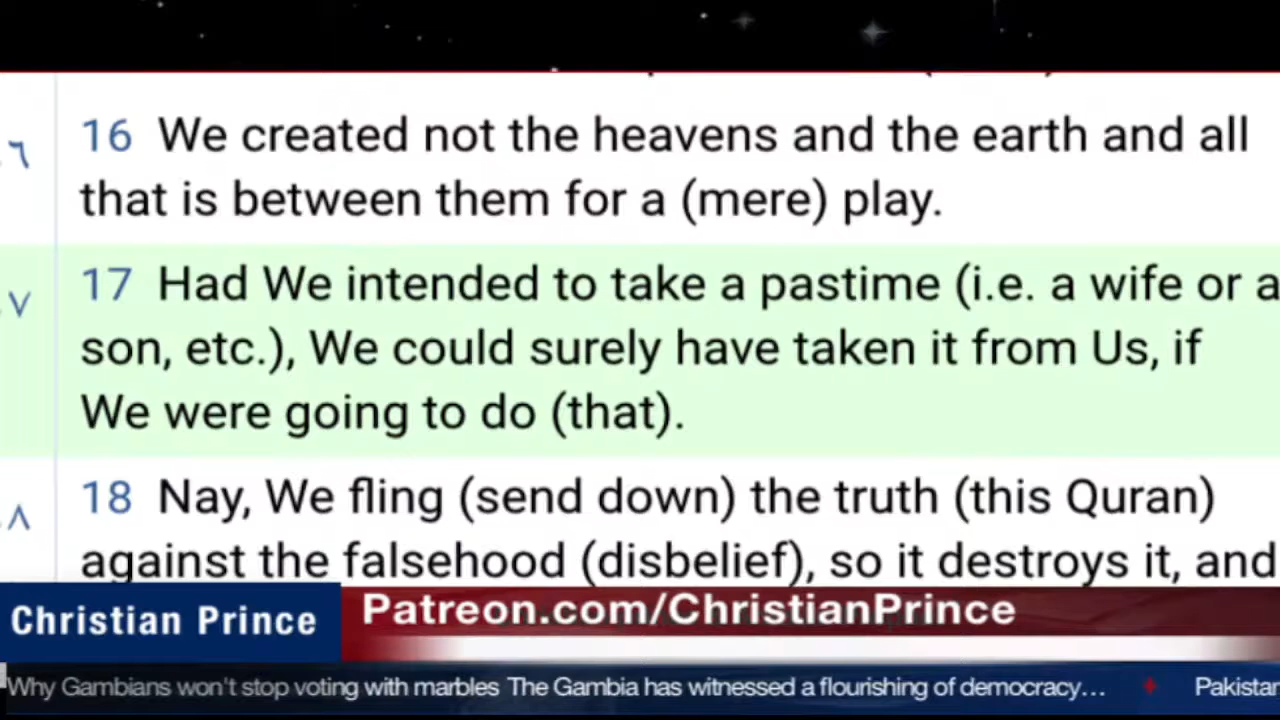 16 We created not the heavens and the earth and all
that is between them for a (mere) play.
17 Had We intended to take a pastime (i.e. a wife or a
son, etc.), We could surely have taken it from Us, if
We were going to do (that).
18 Nay, We fling (send down) the truth (this Quran)
against the falsehood (disbelief), so it destroys it, and
Christian Prince
Patreon.com/ChristianPrince
Why Gambians won't stop voting with marbles The Gambia has witnessed a flourishing of democracy... Pakistan